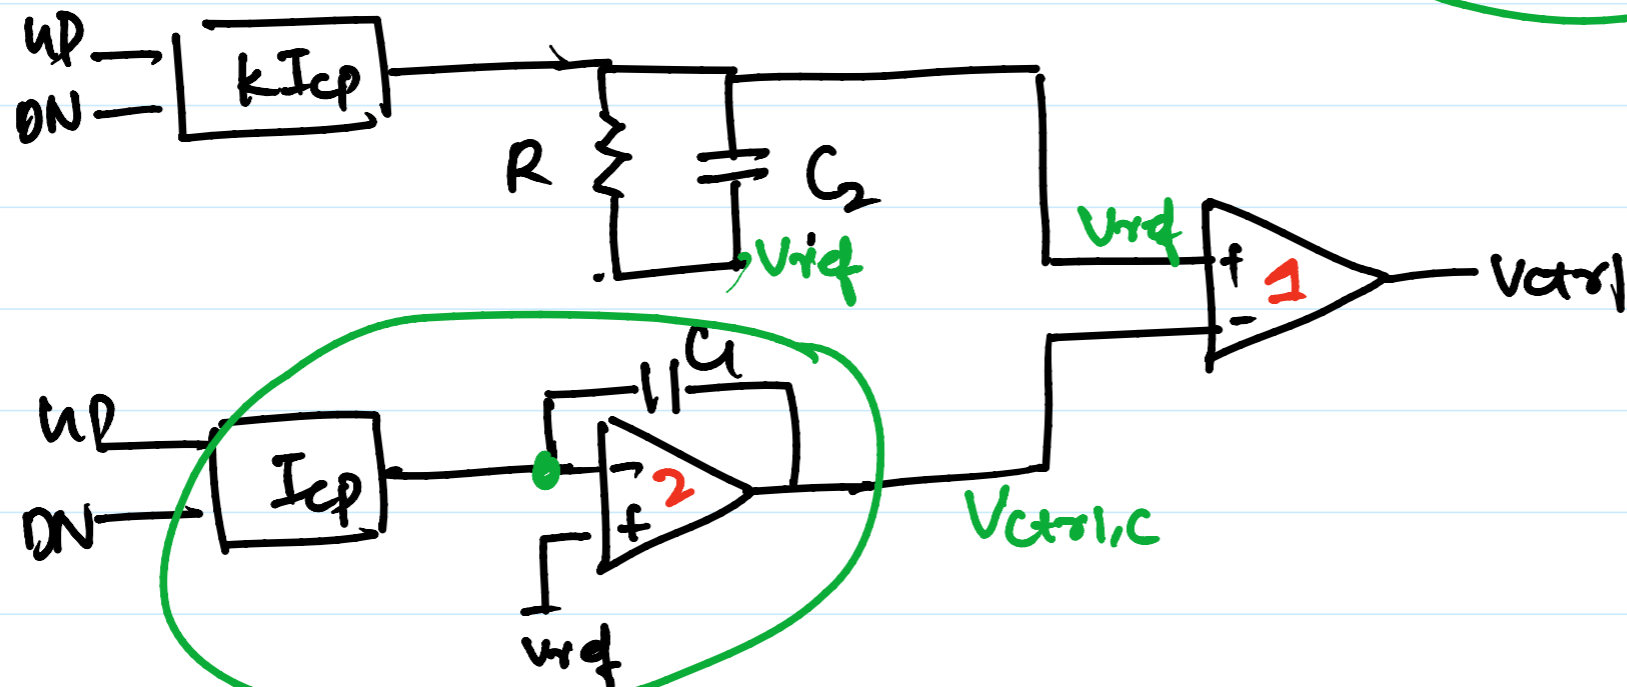 UP
DN
kIcp
R
C2
Vref
Vref
+
-
1
Vctrl
UP
DN
Icp
C1
-
+
2
Vref
Vctrl,c